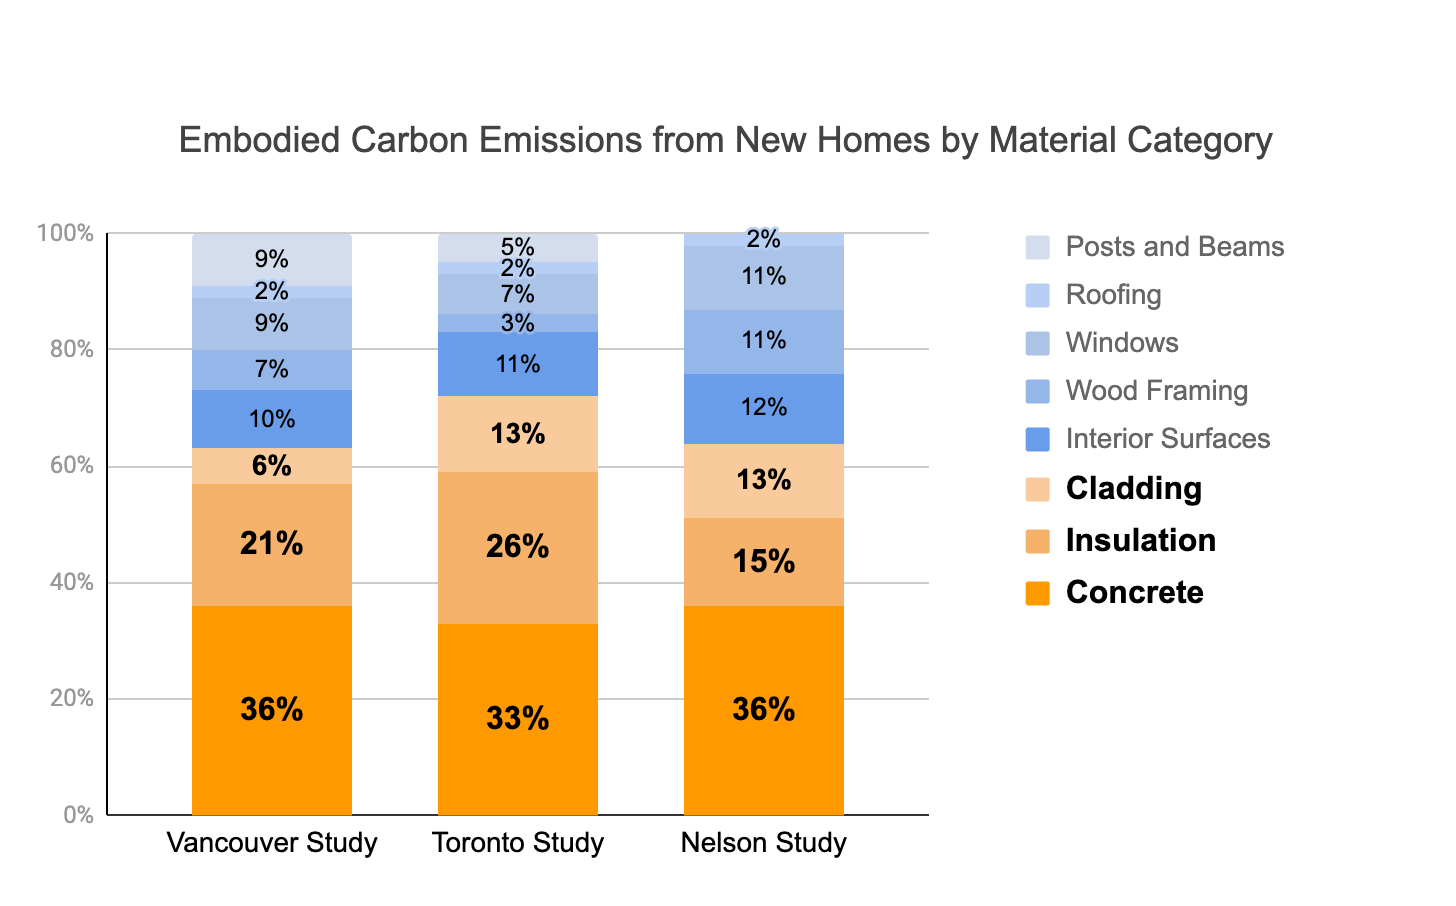 Embodied Carbon Emissions from New Homes by Material Category
100%
80%
60%
40%
20%
0%
9%
2%
9%
7%
10%
6%
21%
36%
Vancouver Study
5%
2%
7%
3%
11%
13%
26%
33%
Toronto Study
2%
11%
11%
12%
13%
15%
36%
Nelson Study
Posts and Beams
Roofing
Windows
Wood Framing
Interior Surfaces
Cladding
Insulation
Concrete